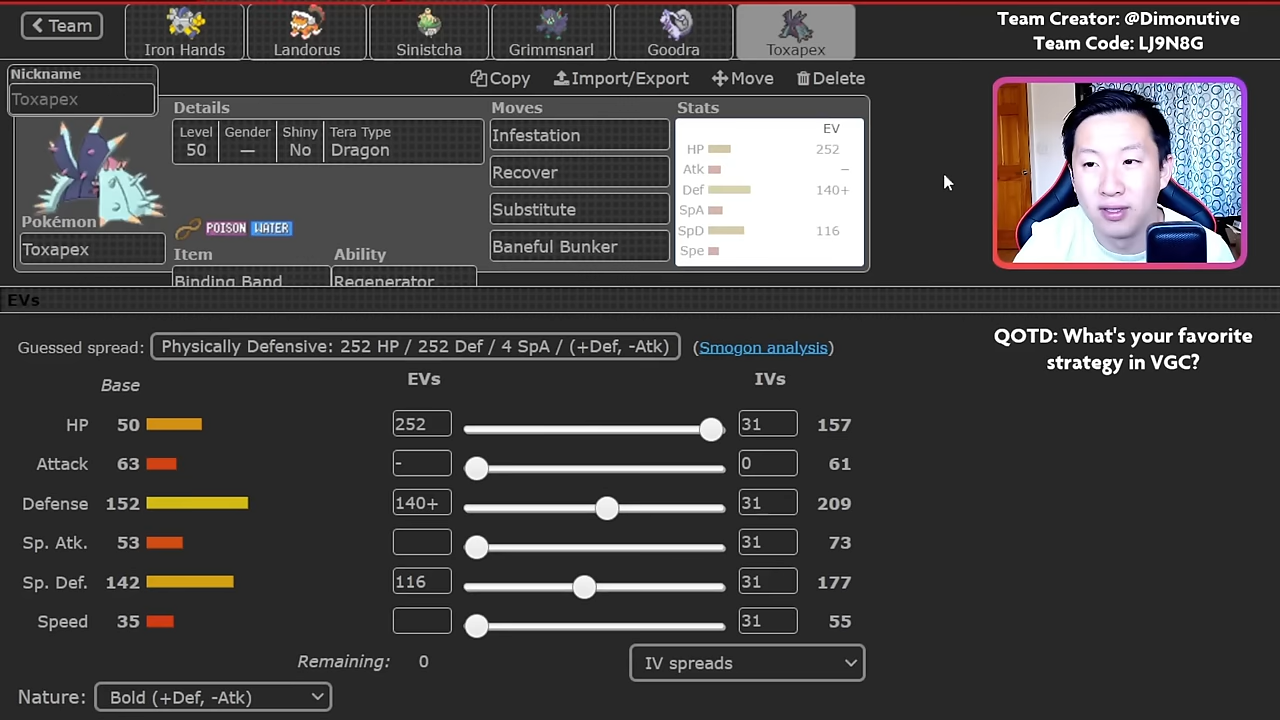 Team
Iron Hands
Landorus
Sinistcha
Grimmsnarl
Goodra
Toxapex
Team Creator: @Dimonutive
Team Code: LJ9N8G
Nickname
Toxapex
Copy
Import/Export
Move
Delete
Details
Moves
Stats
Level
50
Gender
—
Shiny
No
Tera Type
Dragon
Infestation
Recover
Substitute
Baneful Bunker
EV
HP 252
Atk –
Def 140+
SpA
SpD 116
Spe
Pokémon
Toxapex
POISON WATER
Item
Binding Band
Ability
Regenerator
EVs
Guessed spread: Physically Defensive: 252 HP / 252 Def / 4 SpA / (+Def, -Atk) (Smogon analysis)
QOTD: What's your favorite
strategy in VGC?
Base EVs IVs
HP 50 252 31 157
Attack 63 - 0 61
Defense 152 140+ 31 209
Sp. Atk. 53 31 73
Sp. Def. 142 116 31 177
Speed 35 31 55
Remaining: 0
IV spreads
Nature: Bold (+Def, -Atk)